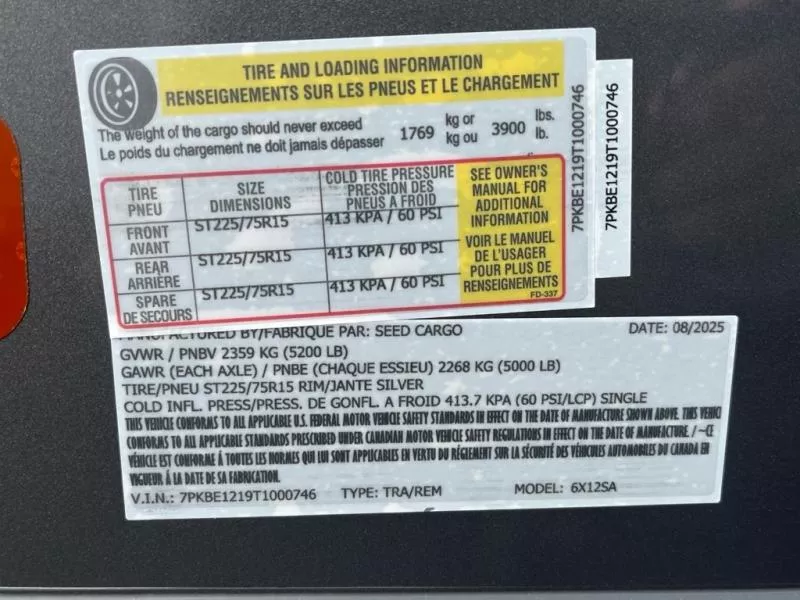 TIRE AND LOADING INFORMATION
RENSEIGNEMENTS SUR LES PNEUS ET LE CHARGEMENT
The weight of the cargo should never exceed 1769 kg or 3900 lbs.
Le poids du chargement ne doit jamais dépasser kg ou lb.
TIRE PNEU
SIZE DIMENSIONS
COLD TIRE PRESSURE
PRESSION DES
PNEUS A FROID
FRONT AVANT ST225/75R15 413 KPA / 60 PSI
REAR ARRIÈRE ST225/75R15 413 KPA / 60 PSI
SPARE DE SECOURS ST225/75R15 413 KPA / 60 PSI
SEE OWNER'S
MANUAL FOR
ADDITIONAL
INFORMATION
VOIR LE MANUEL
DE L'USAGER
POUR PLUS DE
RENSEIGNEMENTS
FD-337
7PKBE1219T1000746
7PKBE1219T1000746
MANUFACTURED BY/FABRIQUE PAR: SEED CARGO DATE: 08/2025
GVWR / PNBV 2359 KG (5200 LB)
GAWR (EACH AXLE) / PNBE (CHAQUE ESSIEU) 2268 KG (5000 LB)
TIRE/PNEU ST225/75R15 RIM/JANTE SILVER
COLD INFL. PRESS/PRESS. DE GONFL. A FROID 413.7 KPA (60 PSI/LCP) SINGLE
THIS VEHICLE CONFORMS TO ALL APPLICABLE U.S. FEDERAL MOTOR VEHICLE SAFETY STANDARDS IN EFFECT ON THE DATE OF MANUFACTURE SHOWN ABOVE. THIS VEHIC
CONFORMS TO ALL APPLICABLE STANDARDS PRESCRIBED UNDER CANADIAN MOTOR VEHICLE SAFETY REGULATIONS IN EFFECT ON THE DATE OF MANUFACTURE. / ~CE
VÉHICLE EST CONFORME À TOUTES LES NORMES QUI LUI SONT APPLICABLES EN VERTU DU RÉGIEMENT SUR LA SÉCURITÉ DES VÉHICULES AUTOMOBILES DU CANADA EN
VIGUEUR À LA DATE DE SA FABRICATION.
V.I.N.: 7PKBE1219T1000746 TYPE: TRA/REM MODEL: 6X12SA